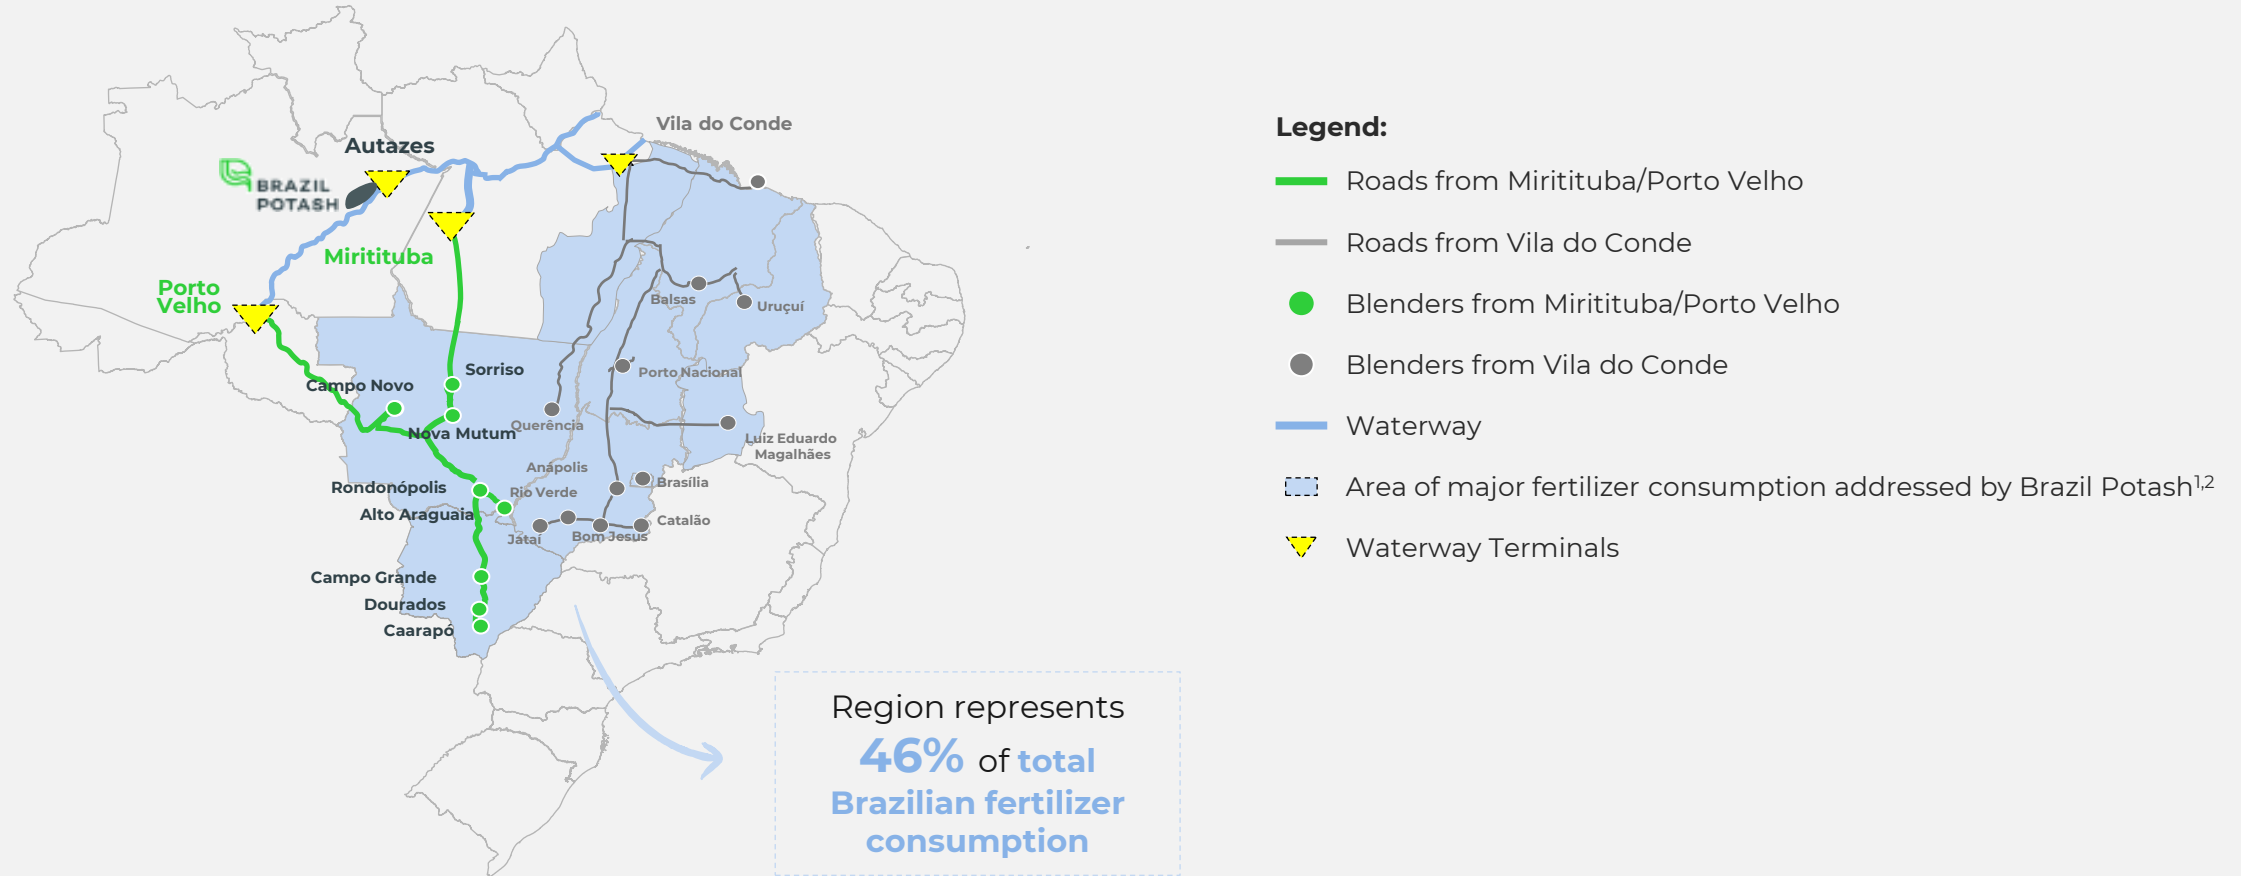 Vila do Conde
Autazes
BRAZIL
POTASH
Miritituba
Porto
Velho
Balsas
Uruçuí
Sorriso
Porto Nacional
Campo Novo
Querência
Nova Mutum
Luiz Eduardo
Magalhães
Anápolis
Brasília
Rondonópolis
Rio Verde
Alto Araguaia
Catalão
Jataí
Bom Jesus
Campo Grande
Dourados
Caarapó
Region represents
46% of total
Brazilian fertilizer
consumption
Legend:
Roads from Miritituba/Porto Velho
Roads from Vila do Conde
Blenders from Miritituba/Porto Velho
Blenders from Vila do Conde
Waterway
Area of major fertilizer consumption addressed by Brazil Potash1,2
Waterway Terminals